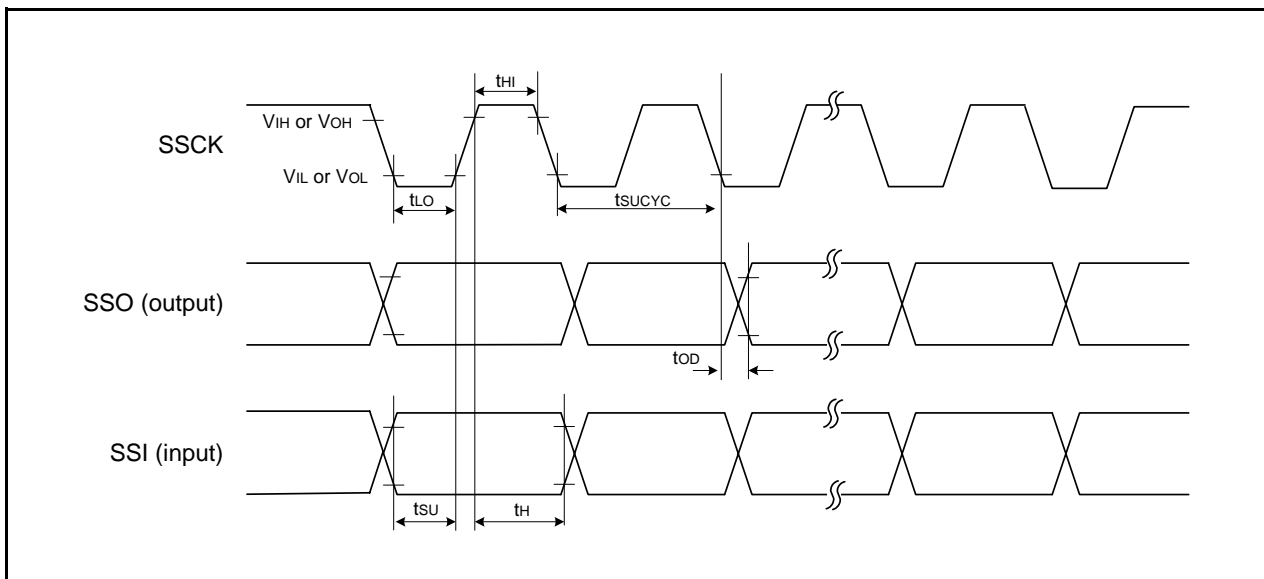 tHI
VIH or VOH
SSCK
VIL or VOL
tLO
tSUCYC
SSO (output)
tOD
SSI (input)
tSU
tH